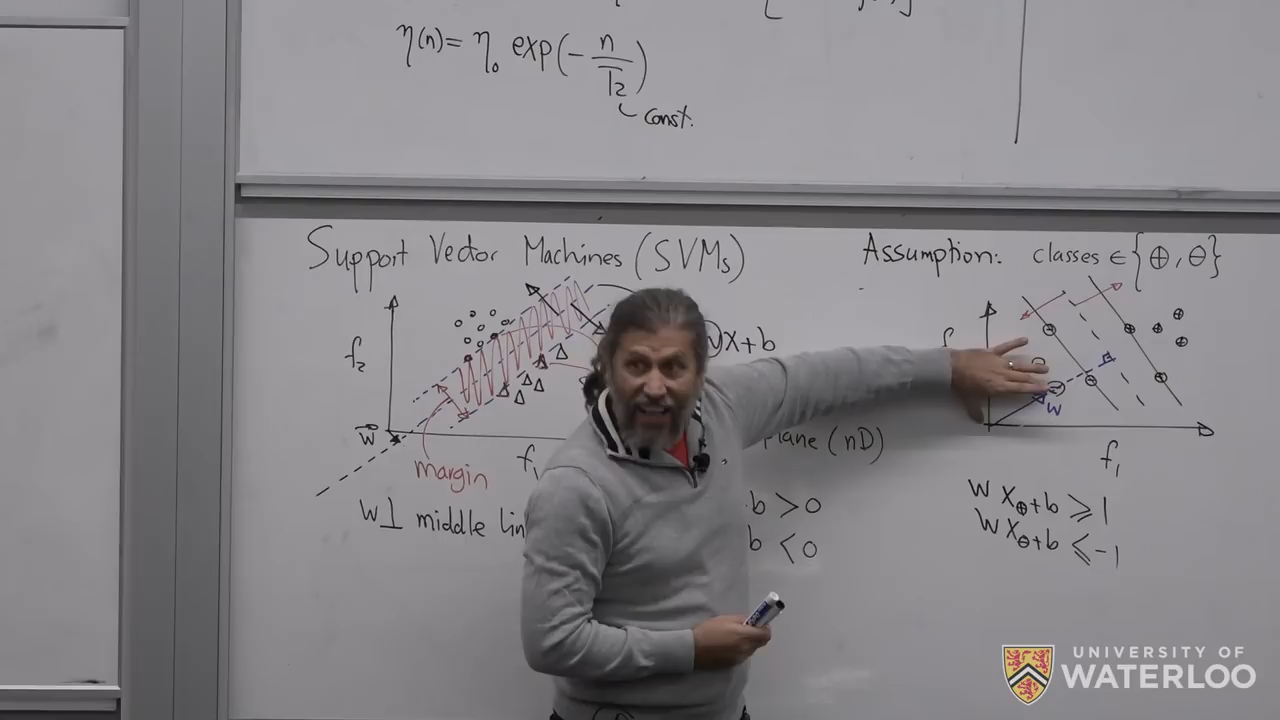 η(n)= η₀ exp(-n/τ₂)
const.
Support Vector Machines (SVMs)
f₂
x+b
w
margin
f₁
plane (nD)
w⊥ middle lin
b >0
b <0
Assumption: classes ∈ {⊕, ⊖}
w
f₁
w x⊕+b ≥ 1
w x⊖+b ≤ -1
UNIVERSITY OF
WATERLOO